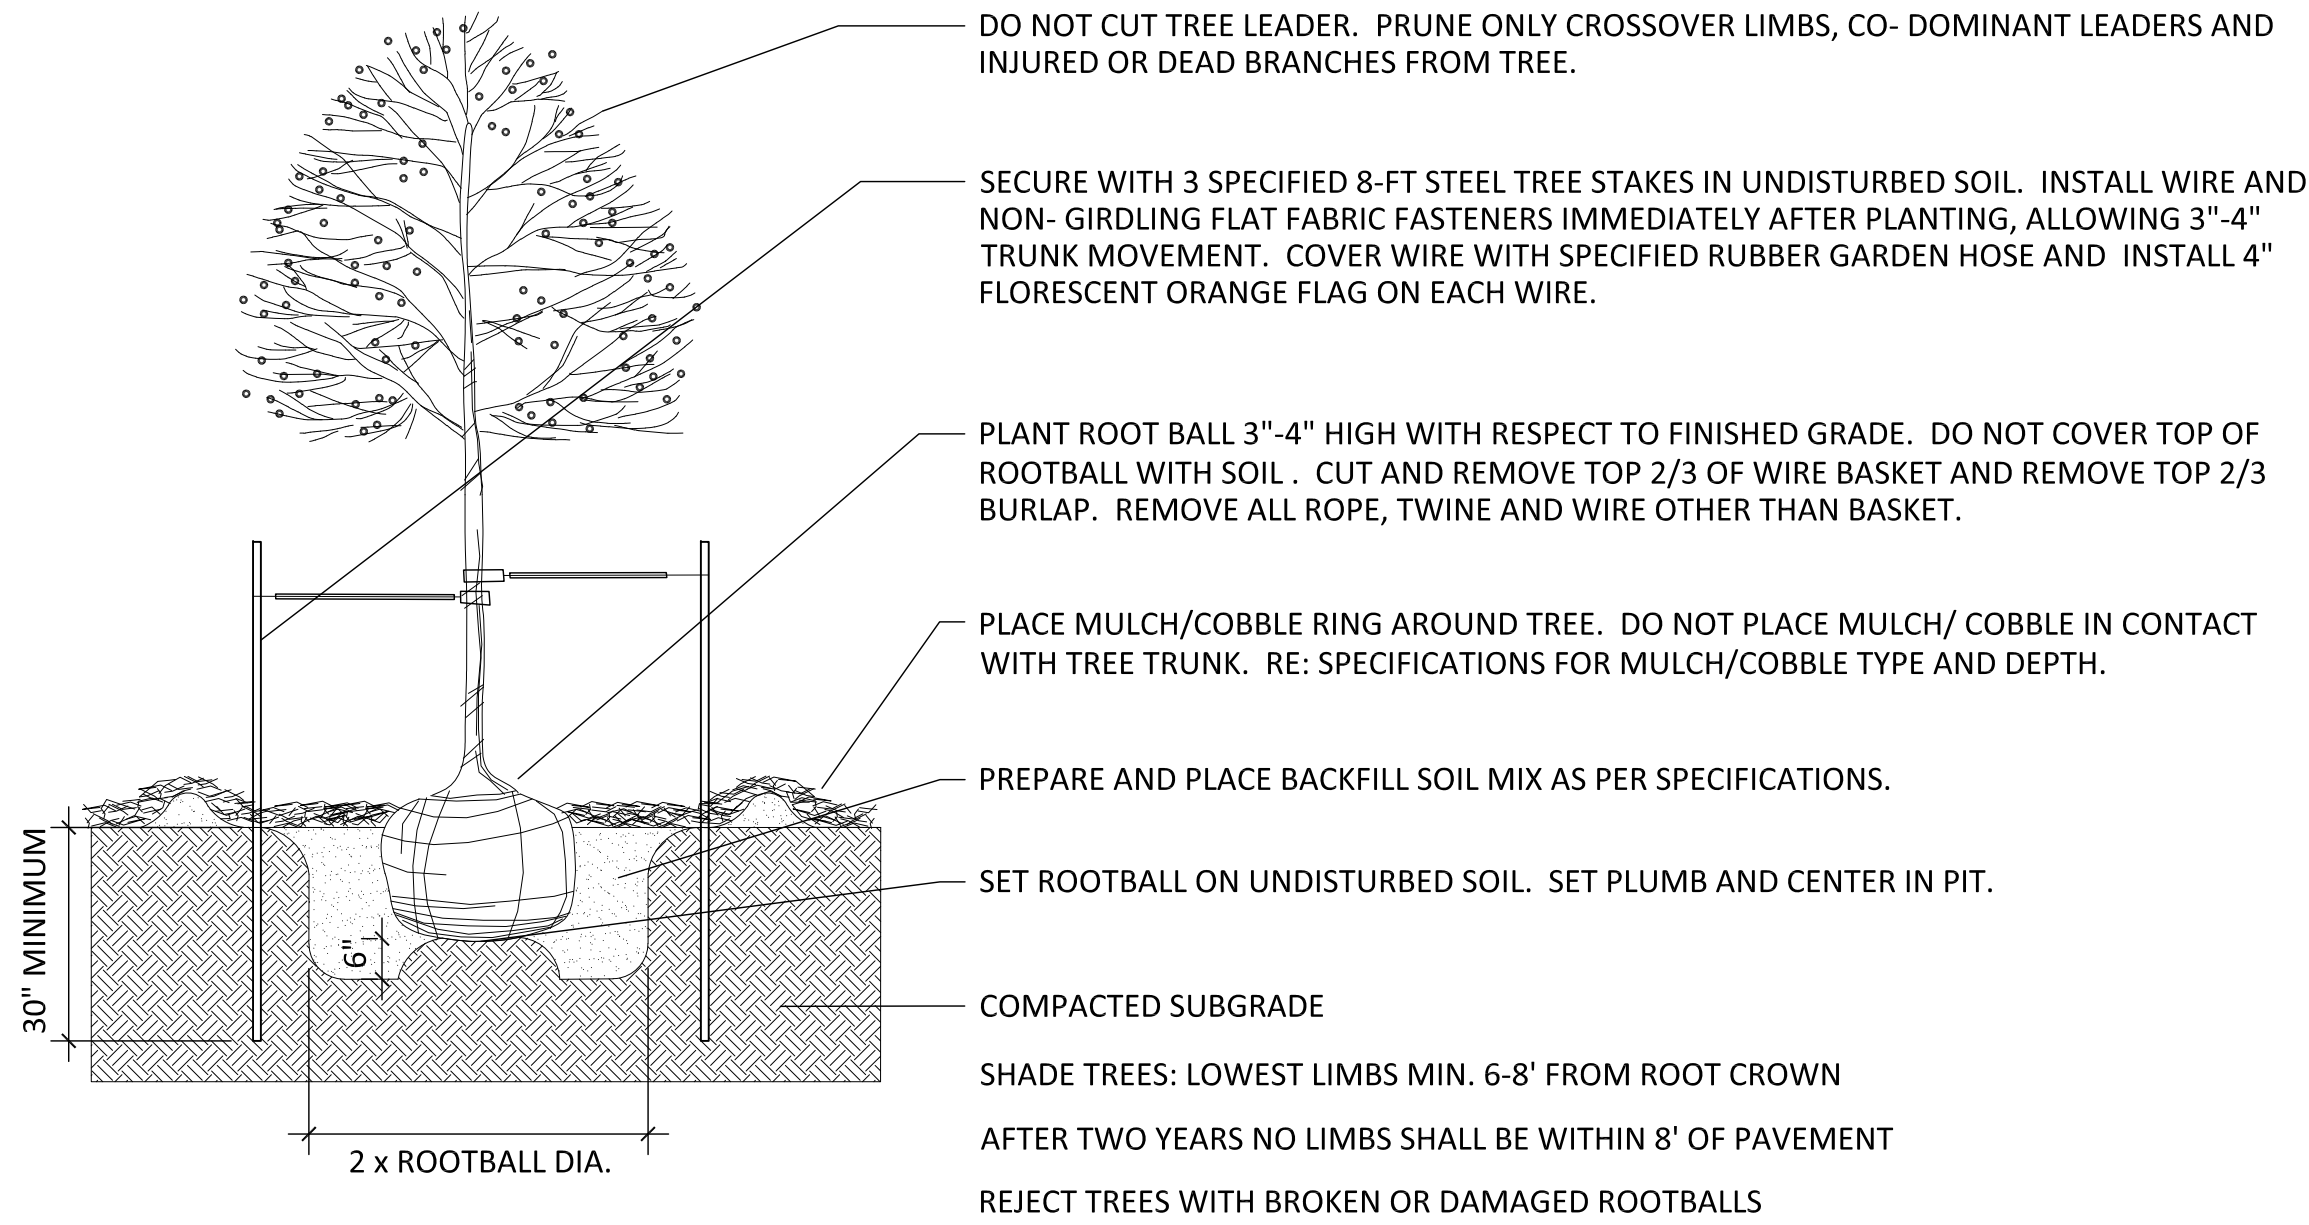 DO NOT CUT TREE LEADER. PRUNE ONLY CROSSOVER LIMBS, CO- DOMINANT LEADERS AND
INJURED OR DEAD BRANCHES FROM TREE.
SECURE WITH 3 SPECIFIED 8-FT STEEL TREE STAKES IN UNDISTURBED SOIL. INSTALL WIRE AND
NON- GIRDLING FLAT FABRIC FASTENERS IMMEDIATELY AFTER PLANTING, ALLOWING 3"-4"
TRUNK MOVEMENT. COVER WIRE WITH SPECIFIED RUBBER GARDEN HOSE AND INSTALL 4"
FLORESCENT ORANGE FLAG ON EACH WIRE.
PLANT ROOT BALL 3"-4" HIGH WITH RESPECT TO FINISHED GRADE. DO NOT COVER TOP OF
ROOTBALL WITH SOIL . CUT AND REMOVE TOP 2/3 OF WIRE BASKET AND REMOVE TOP 2/3
BURLAP. REMOVE ALL ROPE, TWINE AND WIRE OTHER THAN BASKET.
PLACE MULCH/COBBLE RING AROUND TREE. DO NOT PLACE MULCH/ COBBLE IN CONTACT
WITH TREE TRUNK. RE: SPECIFICATIONS FOR MULCH/COBBLE TYPE AND DEPTH.
PREPARE AND PLACE BACKFILL SOIL MIX AS PER SPECIFICATIONS.
SET ROOTBALL ON UNDISTURBED SOIL. SET PLUMB AND CENTER IN PIT.
COMPACTED SUBGRADE
SHADE TREES: LOWEST LIMBS MIN. 6-8' FROM ROOT CROWN
AFTER TWO YEARS NO LIMBS SHALL BE WITHIN 8' OF PAVEMENT
REJECT TREES WITH BROKEN OR DAMAGED ROOTBALLS
30" MINIMUM
6"
2 x ROOTBALL DIA.